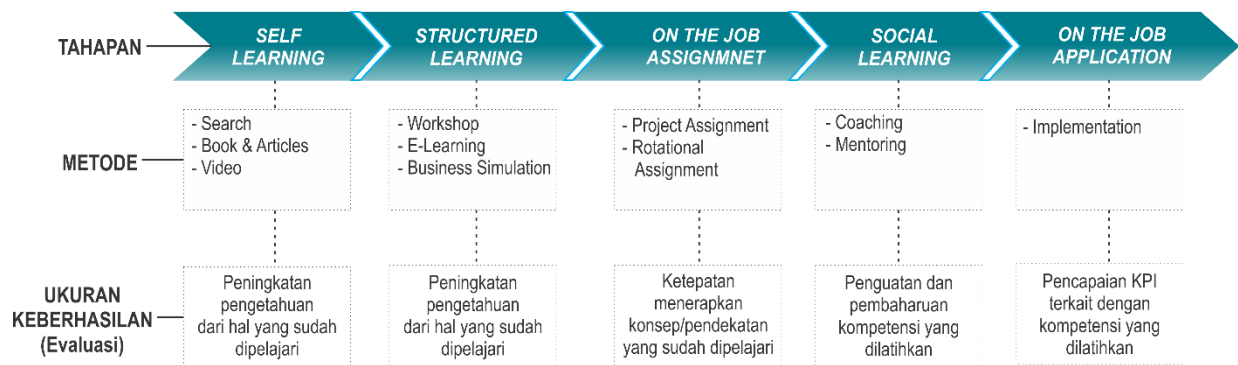 TAHAPAN
SELF
LEARNING
STRUCTURED
LEARNING
ON THE JOB
ASSIGNMNET
SOCIAL
LEARNING
ON THE JOB
APPLICATION
METODE
- Search
- Book & Articles
- Video
- Workshop
- E-Learning
- Business Simulation
- Project Assignment
- Rotational
Assignment
- Coaching
- Mentoring
- Implementation
UKURAN
KEBERHASILAN
(Evaluasi)
Peningkatan
pengetahuan
dari hal yang sudah
dipelajari
Peningkatan
pengetahuan
dari hal yang sudah
dipelajari
Ketepatan
menerapkan
konsep/pendekatan
yang sudah dipelajari
Penguatan dan
pembaharuan
kompetensi yang
dilatihkan
Pencapaian KPI
terkait dengan
kompetensi yang
dilatihkan